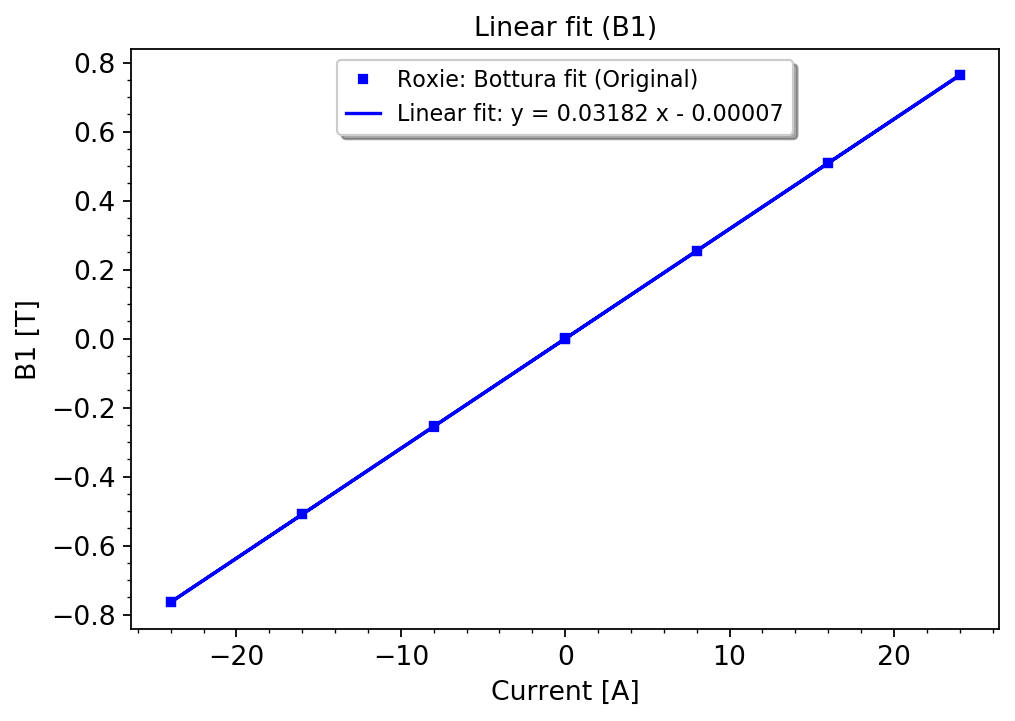 Linear fit (B1)
Roxie: Bottura fit (Original)
Linear fit: y = 0.03182 x - 0.00007
0.8
0.6
0.4
0.2
0.0
−0.2
−0.4
−0.6
−0.8
B1 [T]
−20 −10 0 10 20
Current [A]